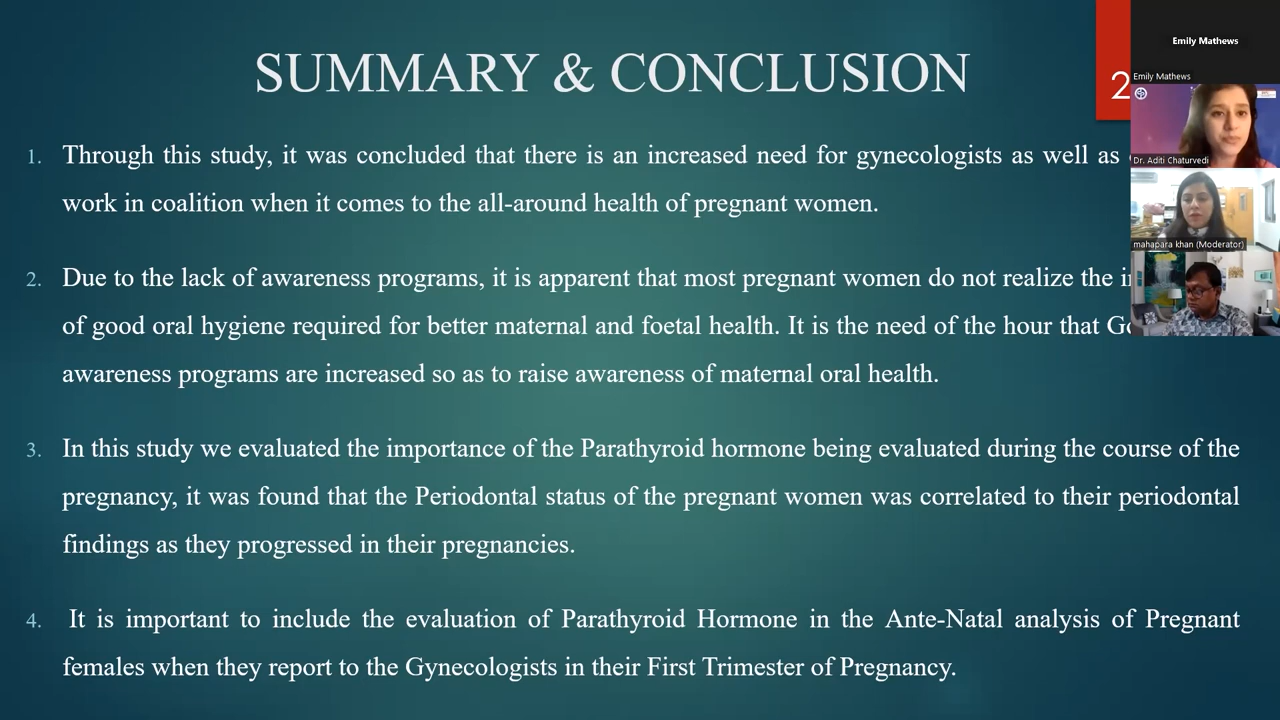 SUMMARY & CONCLUSION
2
1. Through this study, it was concluded that there is an increased need for gynecologists as well as
work in coalition when it comes to the all-around health of pregnant women.
2. Due to the lack of awareness programs, it is apparent that most pregnant women do not realize the
of good oral hygiene required for better maternal and foetal health. It is the need of the hour that
awareness programs are increased so as to raise awareness of maternal oral health.
3. In this study we evaluated the importance of the Parathyroid hormone being evaluated during the course of the
pregnancy, it was found that the Periodontal status of the pregnant women was correlated to their periodontal
findings as they progressed in their pregnancies.
4. It is important to include the evaluation of Parathyroid Hormone in the Ante-Natal analysis of Pregnant
females when they report to the Gynecologists in their First Trimester of Pregnancy.
Emily Mathews
Emily Mathews
Dr. Aditi Chaturvedi
mahapara khan (Moderator)